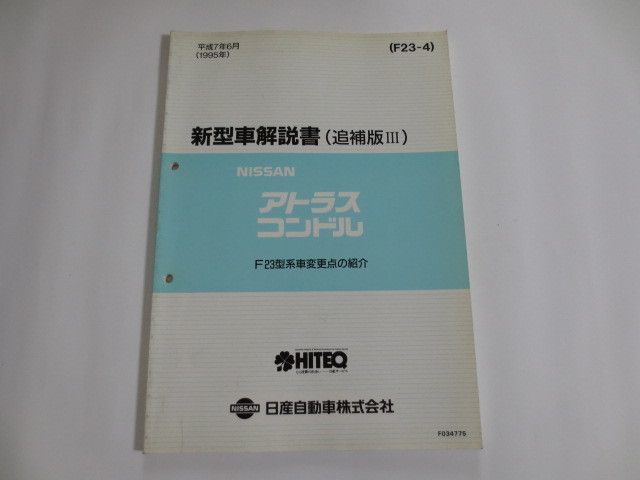 平成7年6月
(1995年)
(F23-4)
新型車解説書(追補版III)
NISSAN
アトラス
コンドル
F23型系車変更点の紹介
HITEQ
NISSAN 日産自動車株式会社
F034775